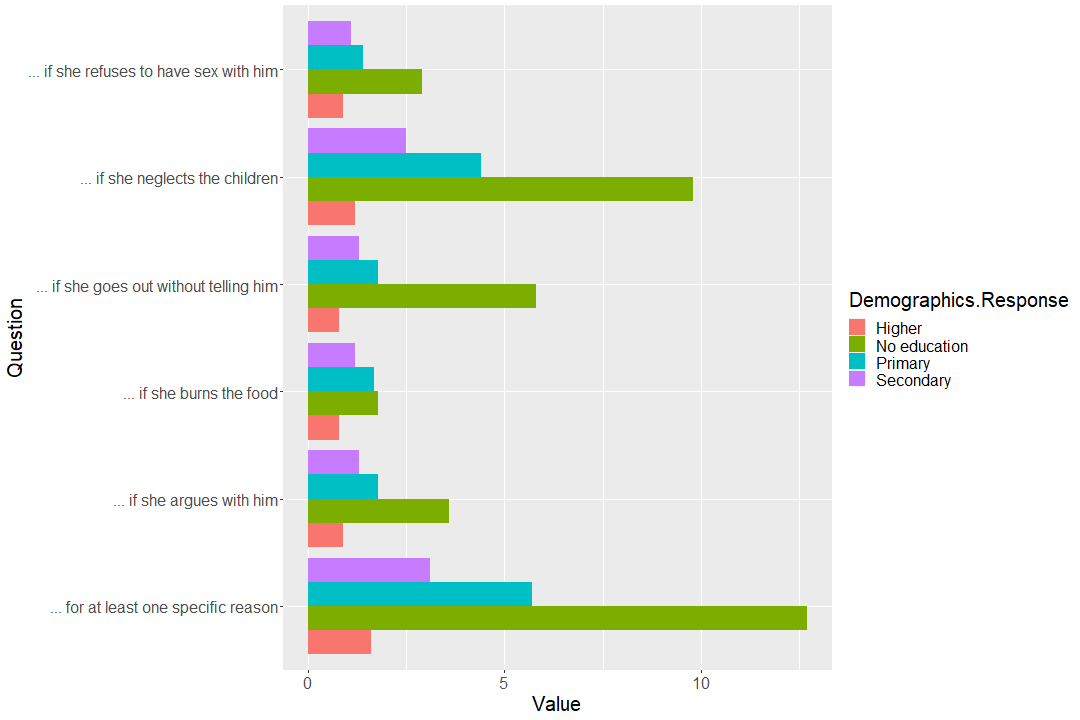 ... if she refuses to have sex with him
... if she neglects the children
... if she goes out without telling him
... if she burns the food
... if she argues with him
... for at least one specific reason
Question
0 5 10
Value
Demographics.Response
Higher
No education
Primary
Secondary